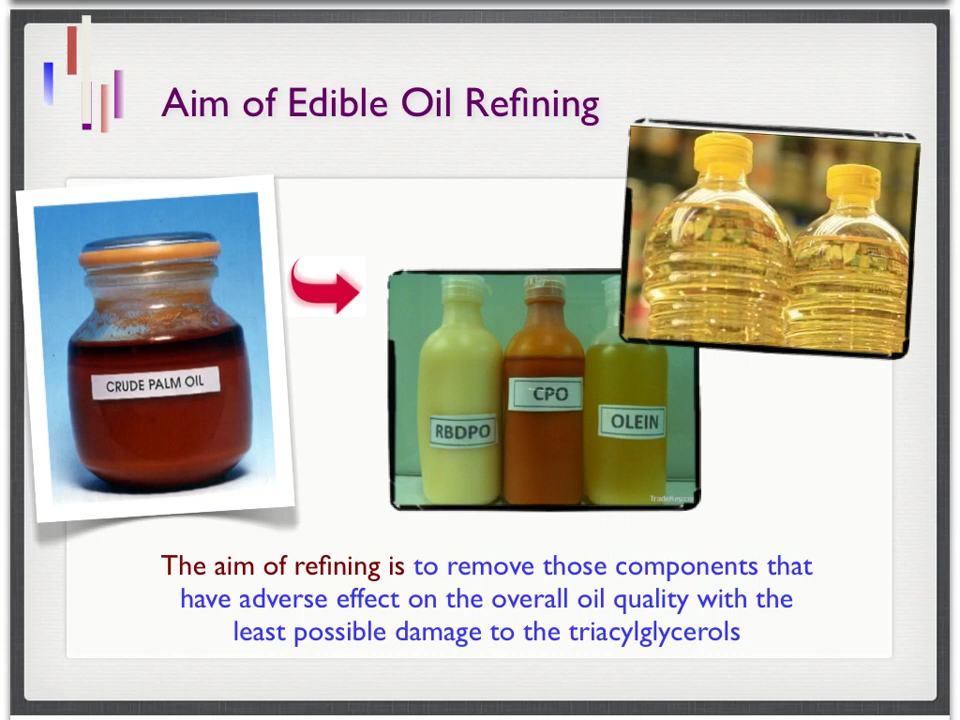 Aim of Edible Oil Refining
CRUDE PALM OIL
RBDPO
CPO
OLEIN
The aim of refining is to remove those components that
have adverse effect on the overall oil quality with the
least possible damage to the triacylglycerols